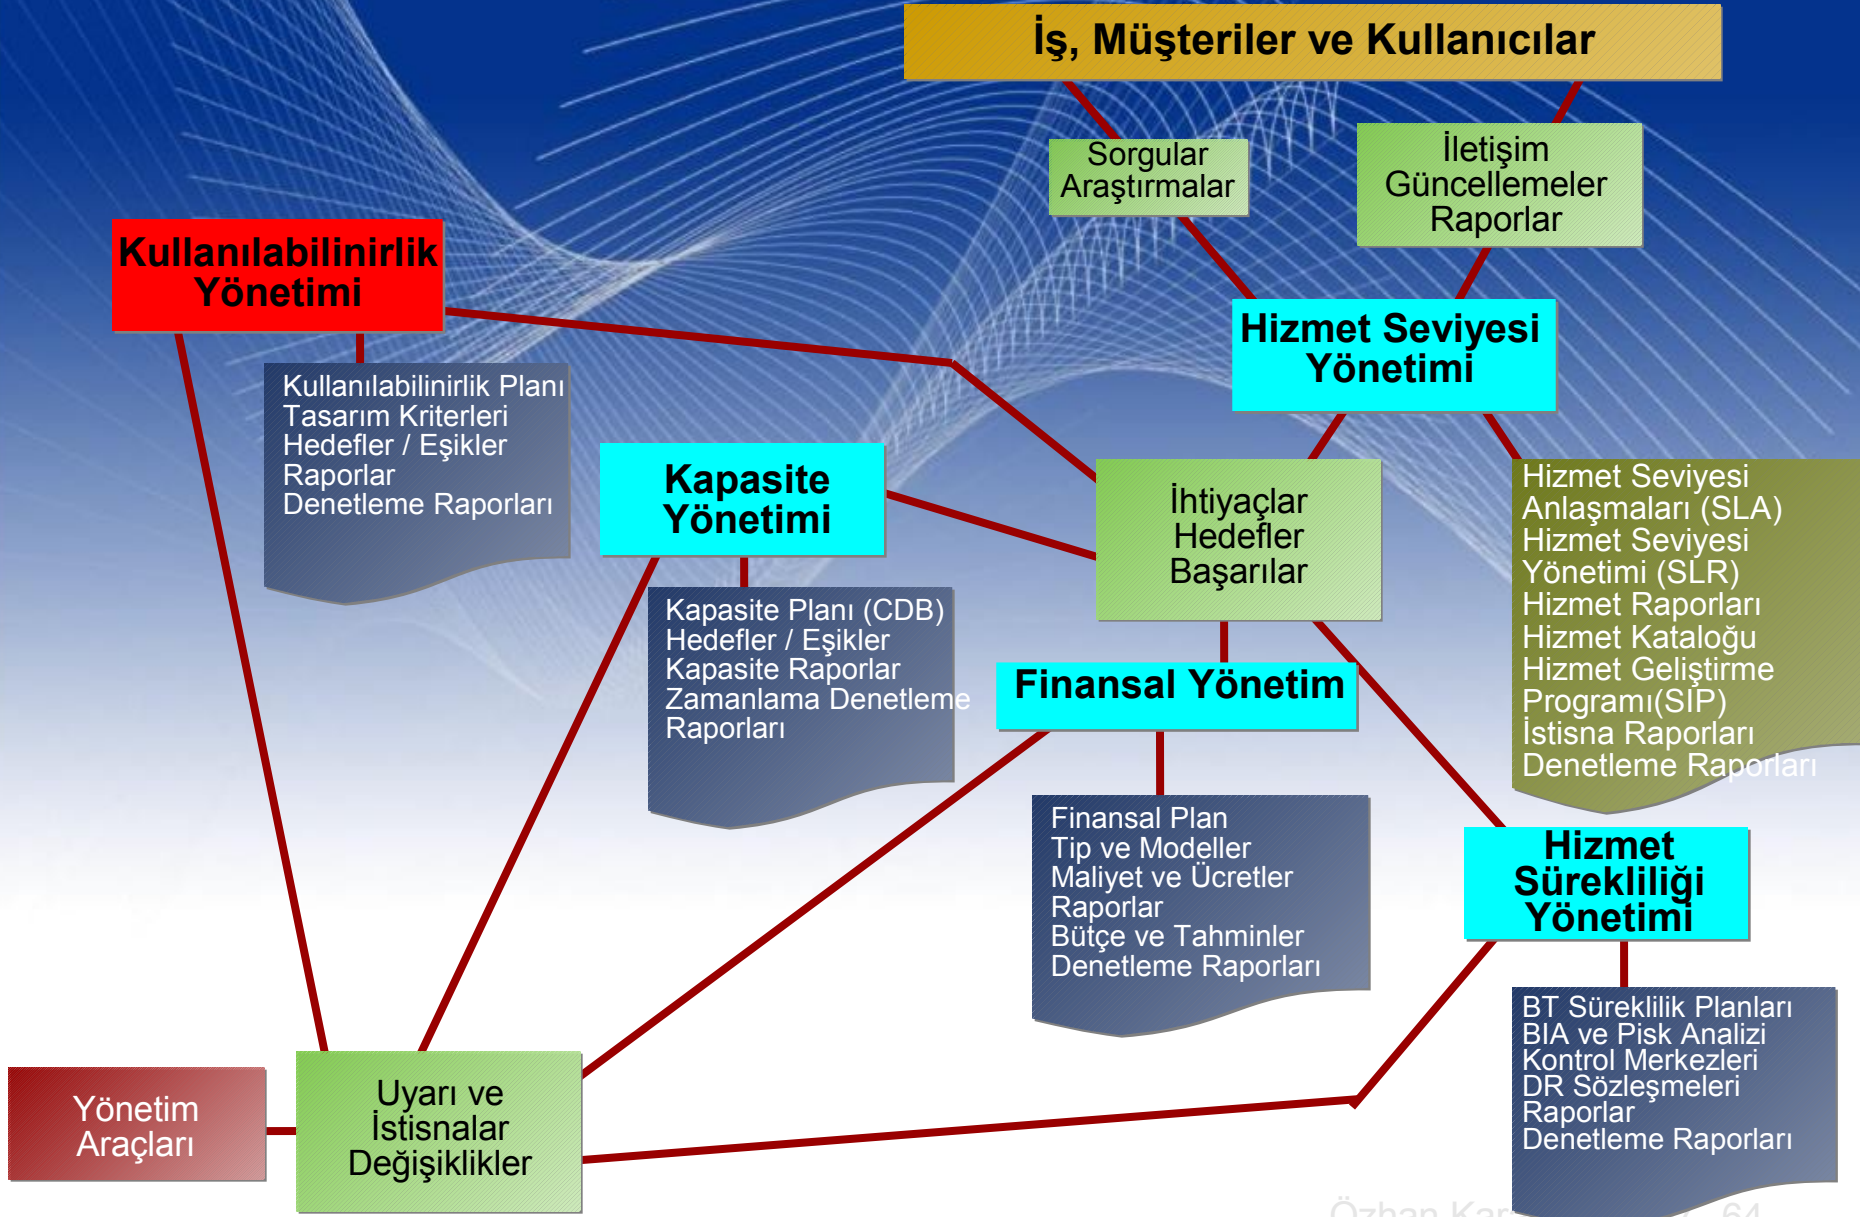 İş, Müşteriler ve Kullanıcılar
Sorgular
Araştırmalar
İletişim
Güncellemeler
Raporlar
Kullanılabilinirlik
Yönetimi
Hizmet Seviyesi
Yönetimi
Kullanılabilinirlik Planı
Tasarım Kriterleri
Hedefler / Eşikler
Raporlar
Denetleme Raporları
Kapasite
Yönetimi
İhtiyaçlar
Hedefler
Başarılar
Hizmet Seviyesi
Anlaşmaları (SLA)
Hizmet Seviyesi
Yönetimi (SLR)
Hizmet Raporları
Hizmet Kataloğu
Hizmet Geliştirme
Programı(SIP)
İstisna Raporları
Denetleme Raporları
Kapasite Planı (CDB)
Hedefler / Eşikler
Kapasite Raporlar
Zamanlama Denetleme
Raporları
Finansal Yönetim
Finansal Plan
Tip ve Modeller
Maliyet ve Ücretler
Raporlar
Bütçe ve Tahminler
Denetleme Raporları
Hizmet
Sürekliliği
Yönetimi
BT Süreklilik Planları
BIA ve Pisk Analizi
Kontrol Merkezleri
DR Sözleşmeleri
Raporlar
Denetleme Raporları
Yönetim
Araçları
Uyarı ve
İstisnalar
Değişiklikler
Özhan 64